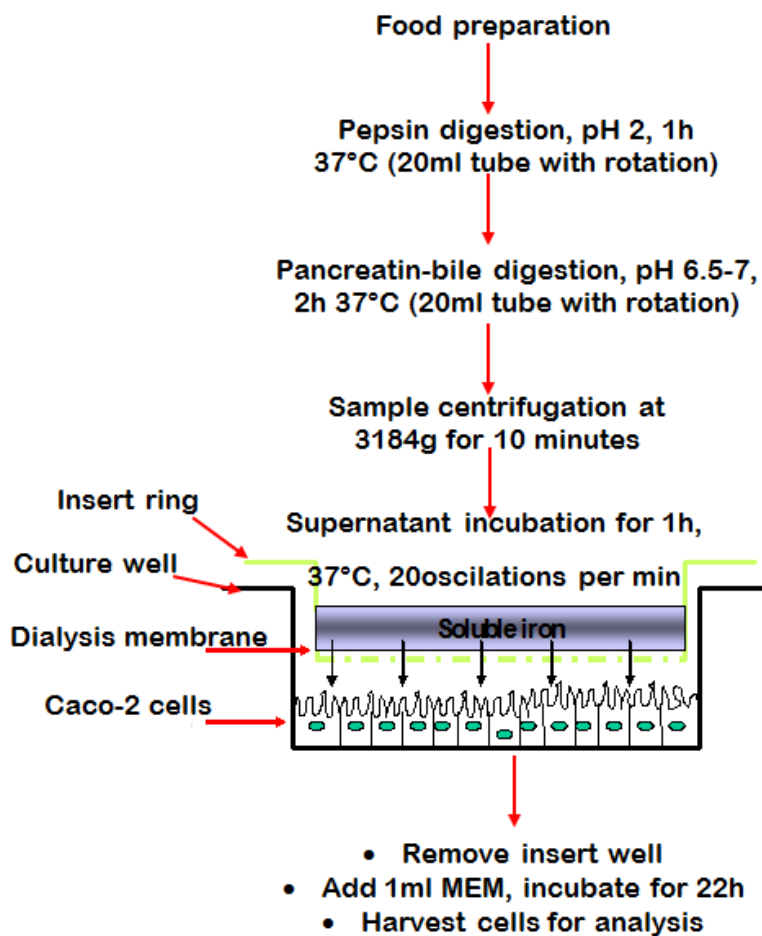 Food preparation
Pepsin digestion, pH 2, 1h
37°C (20ml tube with rotation)
Pancreatin-bile digestion, pH 6.5-7,
2h 37°C (20ml tube with rotation)
Sample centrifugation at
3184g for 10 minutes
Insert ring
Supernatant incubation for 1h,
Culture well
37°C, 20oscilations per min
Soluble iron
Dialysis membrane
Caco-2 cells
• Remove insert well
• Add 1ml MEM, incubate for 22h
• Harvest cells for analysis